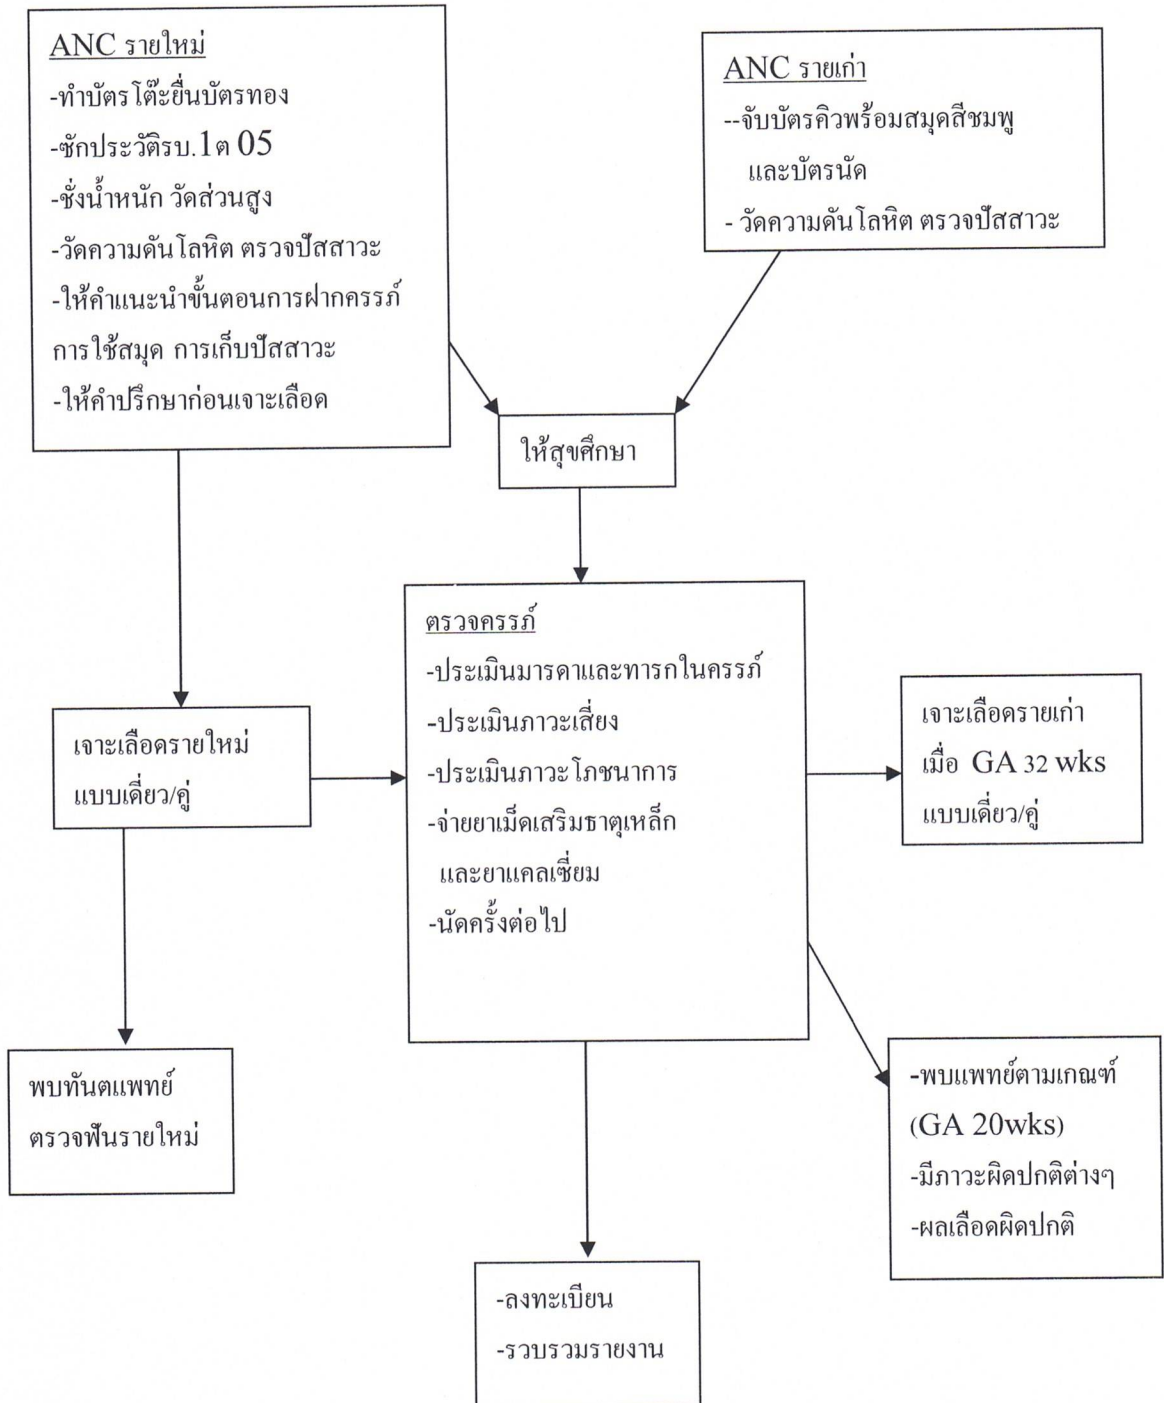 ANC รายใหม่
-ทำบัตรโต๊ะยื่นบัตรทอง
-ซักประวัติรบ.1ต 05
-ชั่งน้ำหนัก วัดส่วนสูง
-วัดความดันโลหิต ตรวจปัสสาวะ
-ให้คำแนะนำขั้นตอนการฝากครรภ์
การใช้สมุด การเก็บปัสสาวะ
-ให้คำปรึกษาก่อนเจาะเลือด
ANC รายเก่า
--จับบัตรคิวพร้อมสมุดสีชมพู
และบัตรนัด
- วัดความดันโลหิต ตรวจปัสสาวะ
ให้สุขศึกษา
ตรวจครรภ์
-ประเมินมารดาและทารกในครรภ์
-ประเมินภาวะเสี่ยง
-ประเมินภาวะโภชนาการ
-จ่ายยาเม็ดเสริมธาตุเหล็ก
และยาแคลเซี่ยม
-นัดครั้งต่อไป
เจาะเลือดรายใหม่
แบบเดี่ยว/คู่
เจาะเลือดรายเก่า
เมื่อ GA 32 wks
แบบเดี่ยว/คู่
พบทันตแพทย์
ตรวจฟันรายใหม่
-พบแพทย์ตามเกณฑ์
(GA 20wks)
-มีภาวะผิดปกติต่างๆ
-ผลเลือดผิดปกติ
-ลงทะเบียน
-รวบรวมรายงาน